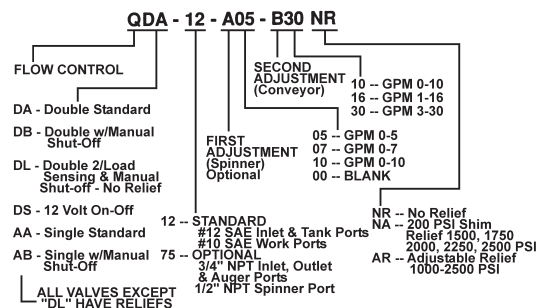 QDA - 12 - A05 - B30 NR
FLOW CONTROL
DA - Double Standard
DB - Double w/Manual
Shut-Off
DL - Double 2/Load
Sensing & Manual
Shut-off - No Relief
DS - 12 Volt On-Off
AA - Single Standard
AB - Single w/Manual
Shut-Off
ALL VALVES EXCEPT
"DL" HAVE RELIEFS
12 -- STANDARD
#12 SAE Inlet & Tank Ports
#10 SAE Work Ports
75 -- OPTIONAL
3/4" NPT Inlet, Outlet
& Auger Ports
1/2" NPT Spinner Port
FIRST
ADJUSTMENT
(Spinner)
Optional
05 -- GPM 0-5
07 -- GPM 0-7
10 -- GPM 0-10
00 -- BLANK
SECOND
ADJUSTMENT
(Conveyor)
10 -- GPM 0-10
16 -- GPM 1-16
30 -- GPM 3-30
NR -- No Relief
NA -- 200 PSI Shim
Relief 1500, 1750
2000, 2250, 2500 PSI
AR -- Adjustable Relief
1000-2500 PSI